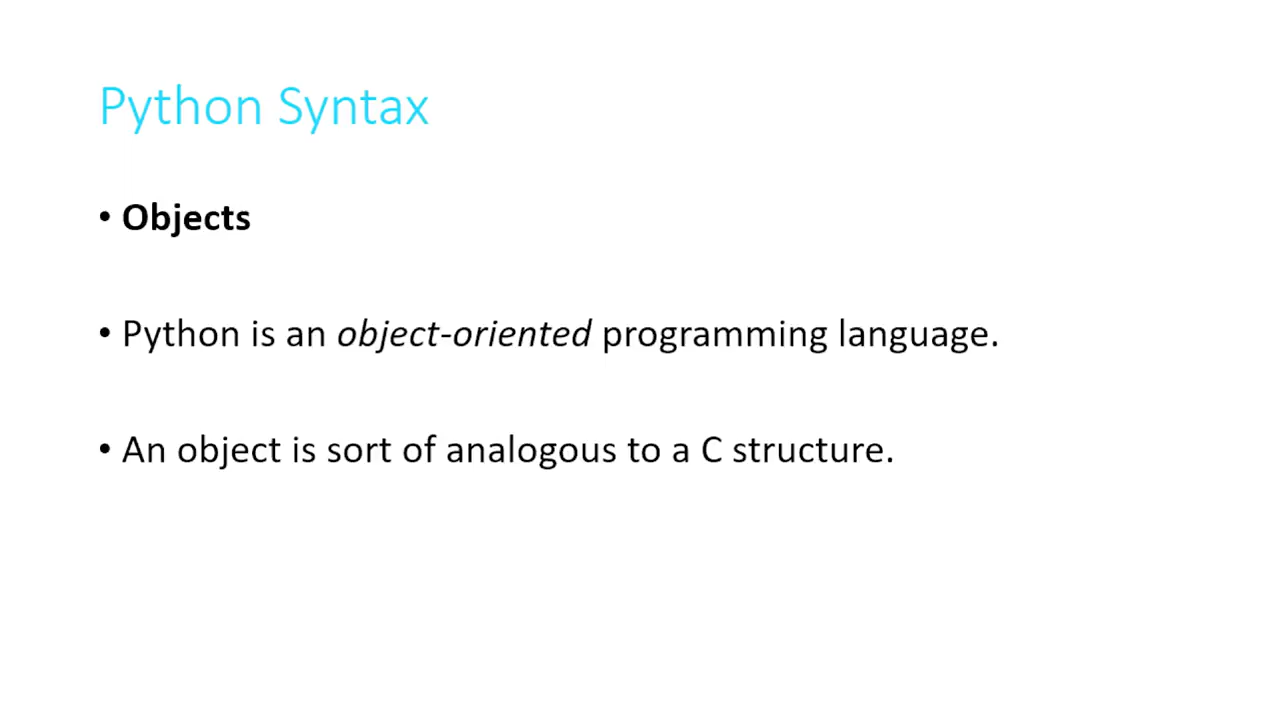 Python Syntax
• Objects
• Python is an object-oriented programming language.
• An object is sort of analogous to a C structure.